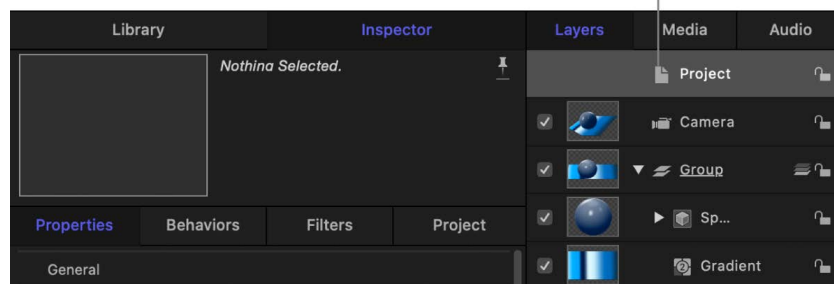 Library
Inspector
Layers
Media
Audio
Nothing Selected.
Project
Camera
Group
Sp...
Gradient
Properties
Behaviors
Filters
Project
General